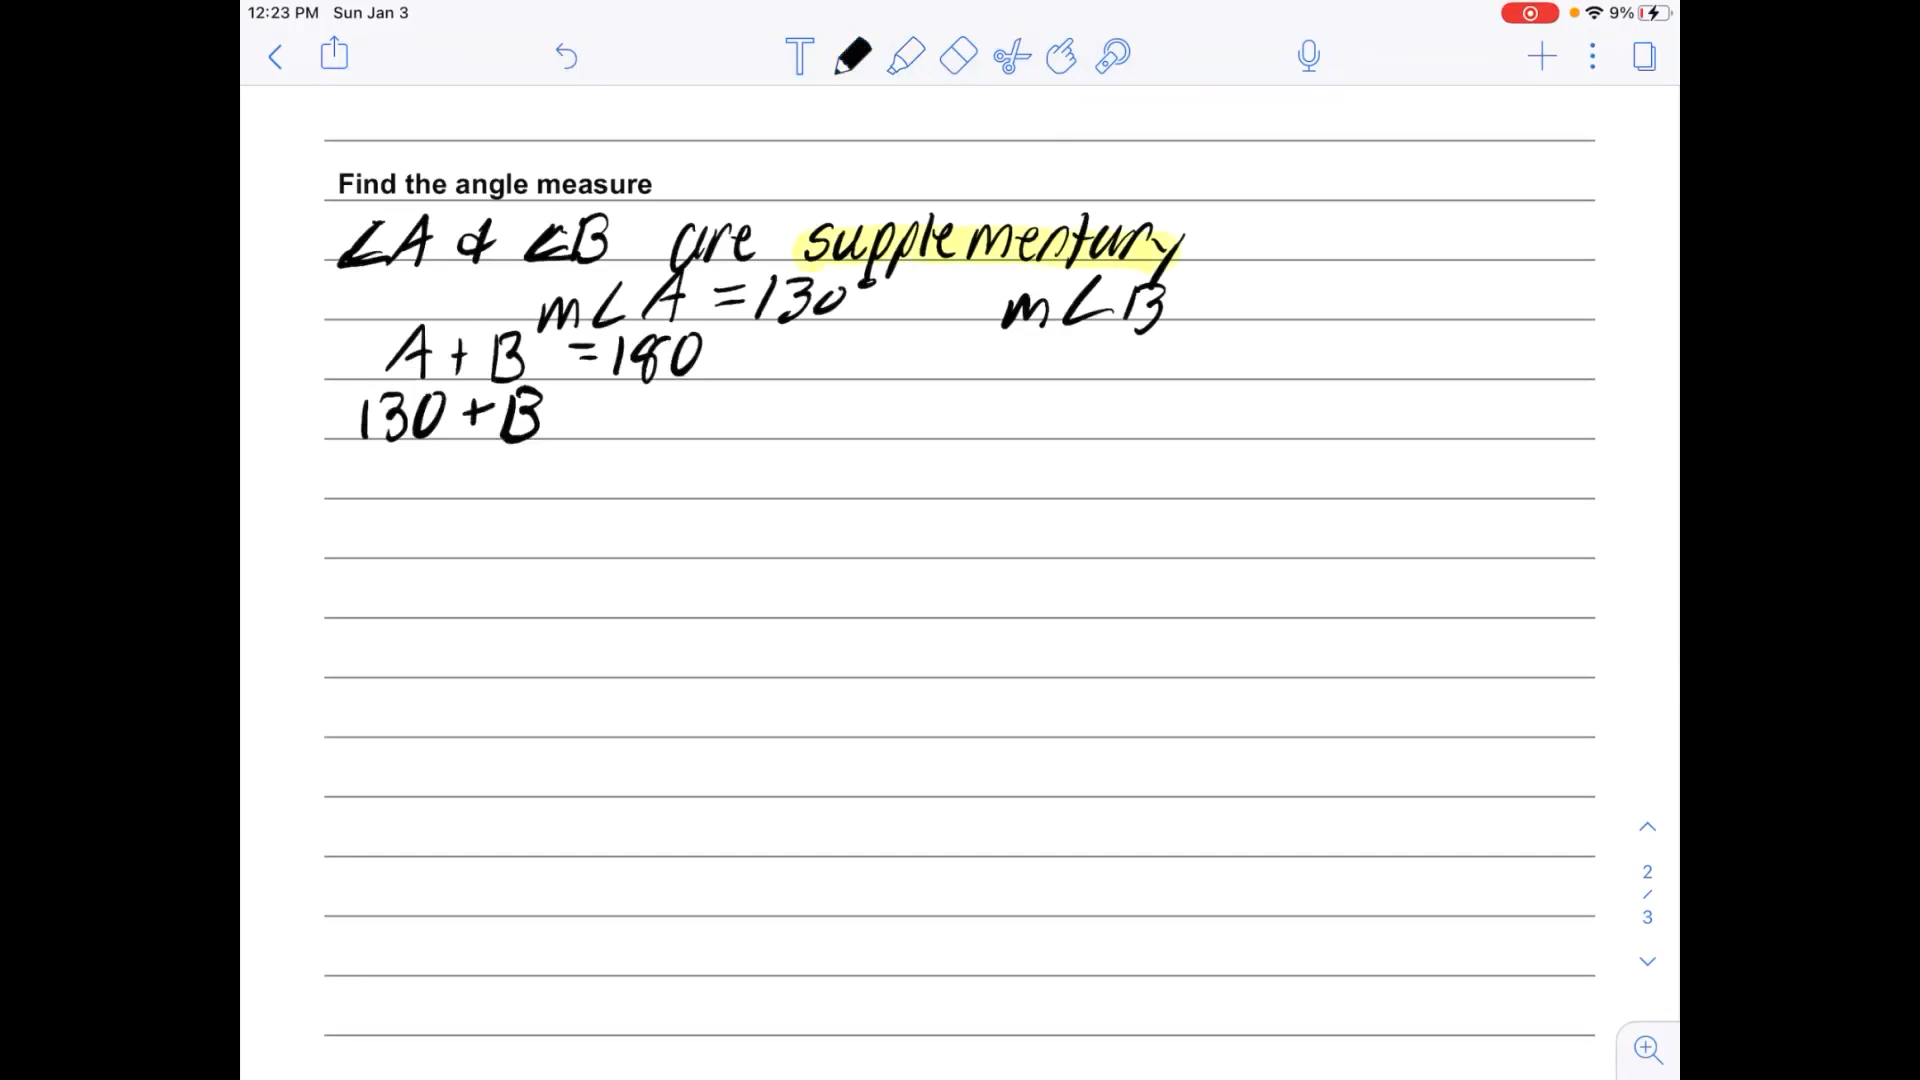 12:23 PM Sun Jan 3 9%
Find the angle measure
∠A & ∠B are supplementary
m∠A = 130° m∠B
A + B = 180
130 + B
2
/
3